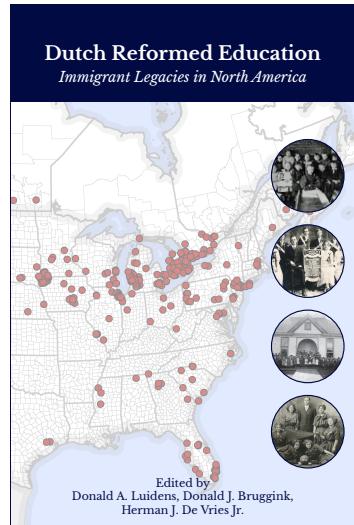 Dutch Reformed Education
Immigrant Legacies in North America
Edited by
Donald A. Luidens, Donald J. Bruggink,
Herman J. De Vries Jr.